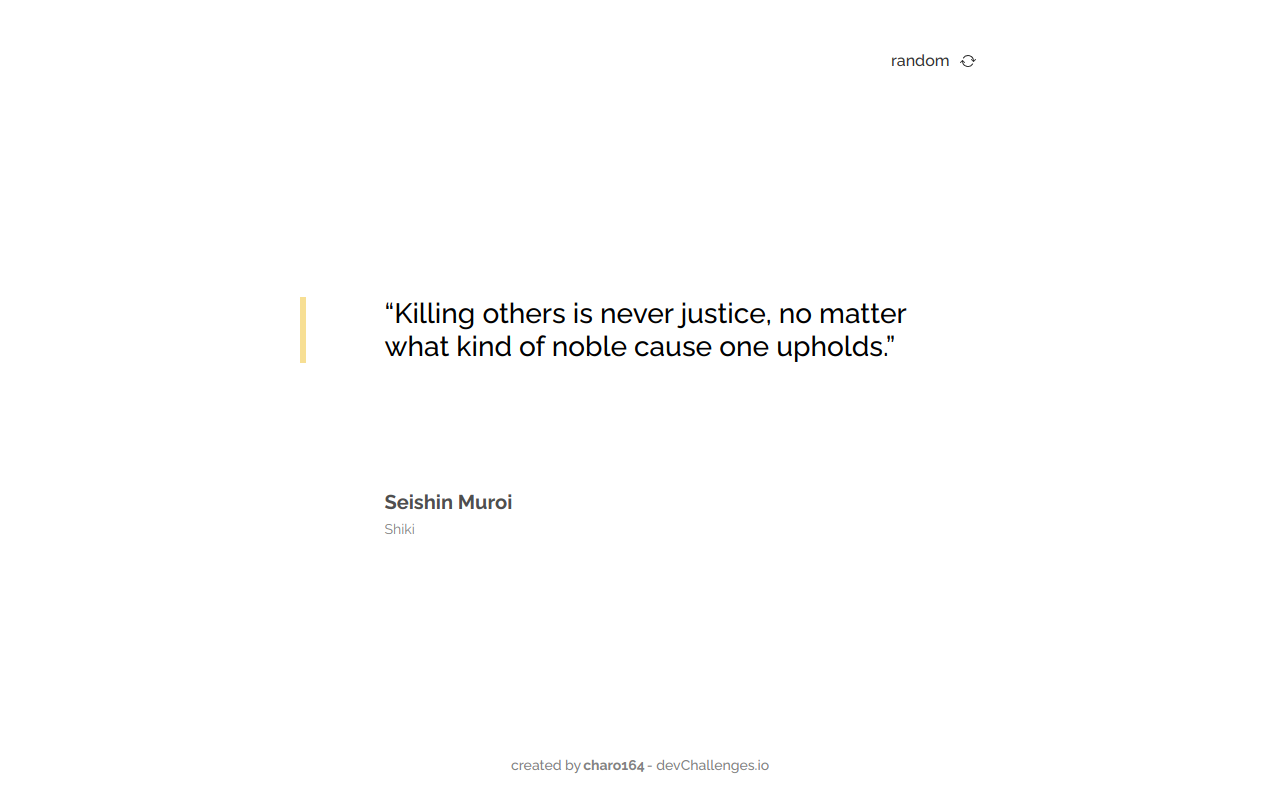 random
“Killing others is never justice, no matter
what kind of noble cause one upholds.”
Seishin Muroi
Shiki
created by charo164 - devChallenges.io